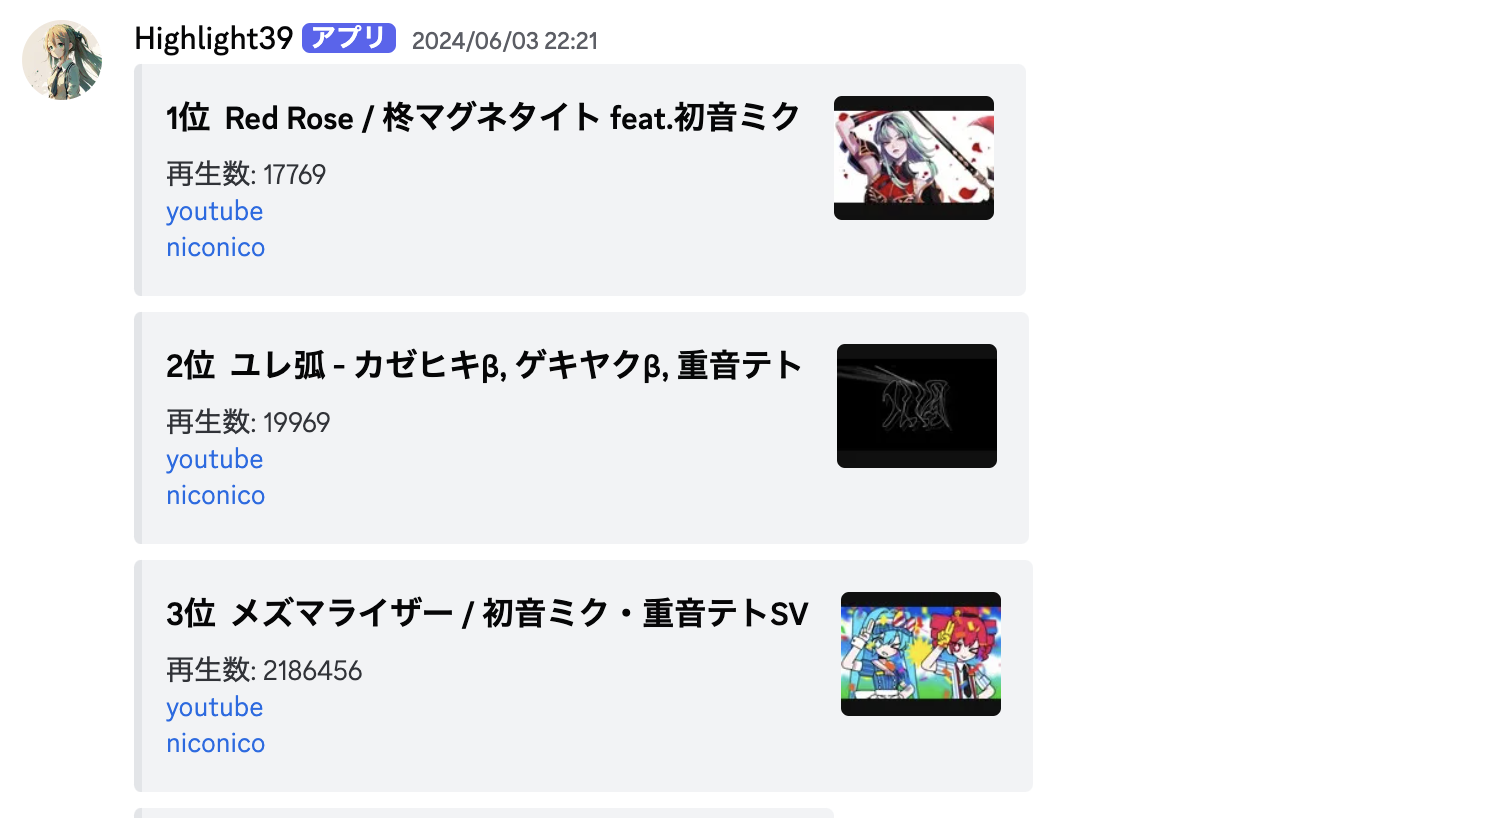 Highlight39 アプリ 2024/06/03 22:21
1位 Red Rose / 柊マグネタイト feat.初音ミク
再生数: 17769
youtube
niconico
2位 ユレ弧 - カゼヒキβ, ゲキヤクβ, 重音テト
再生数: 19969
youtube
niconico
3位 メズマライザー / 初音ミク・重音テトSV
再生数: 2186456
youtube
niconico